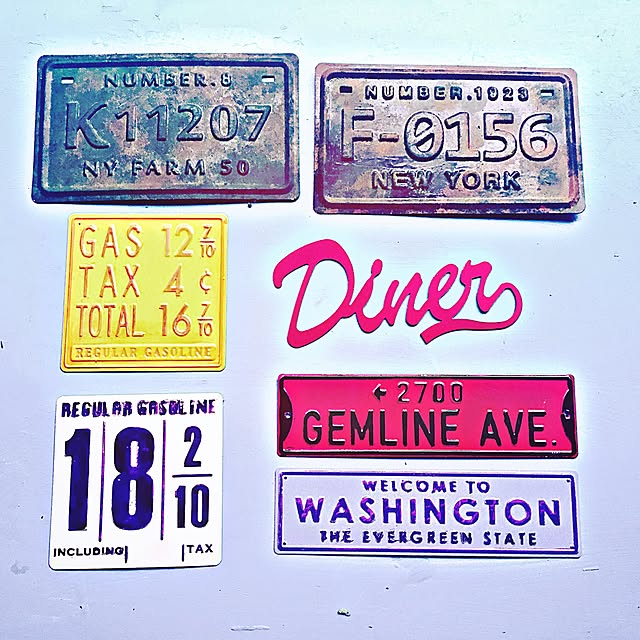 NUMBER.8
K11207
NY FARM 50
NUMBER.1023
F-0156
NEW YORK
GAS 12 7/10
TAX 4 ¢
TOTAL 16 7/10
REGULAR GASOLINE
Diner
← 2700
GEMLINE AVE.
REGULAR GASOLINE
18 2/10
INCLUDING TAX
WELCOME TO
WASHINGTON
THE EVERGREEN STATE